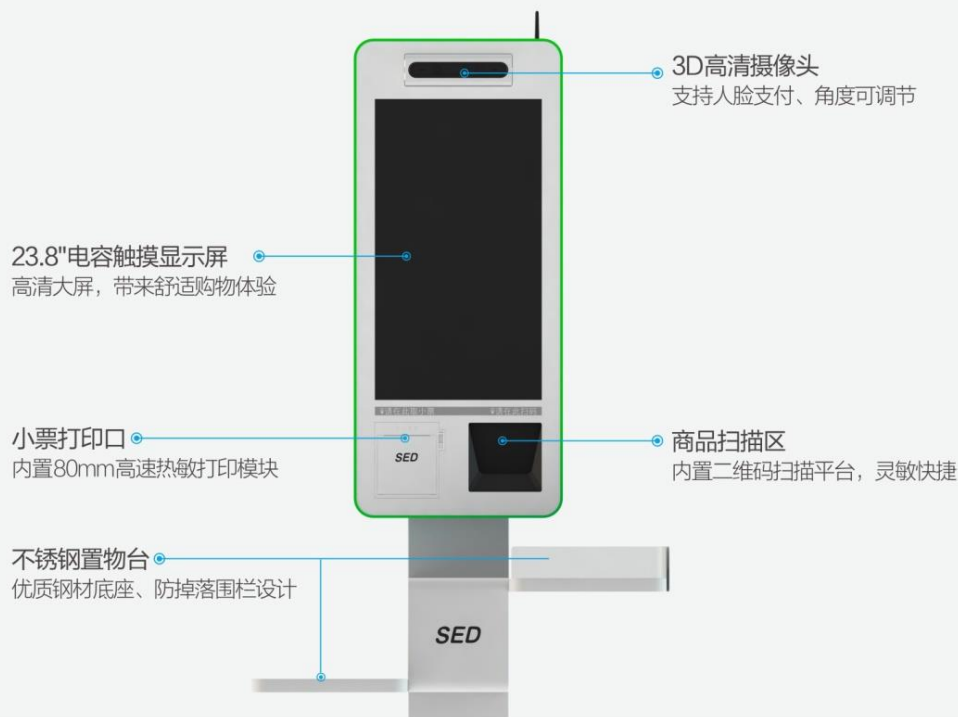 3D高清摄像头
支持人脸支付、角度可调节
23.8"电容触摸显示屏
高清大屏，带来舒适购物体验
小票打印口
内置80mm高速热敏打印模块
SED
商品扫描区
内置二维码扫描平台，灵敏快捷
不锈钢置物台
优质钢材底座、防掉落围栏设计
SED